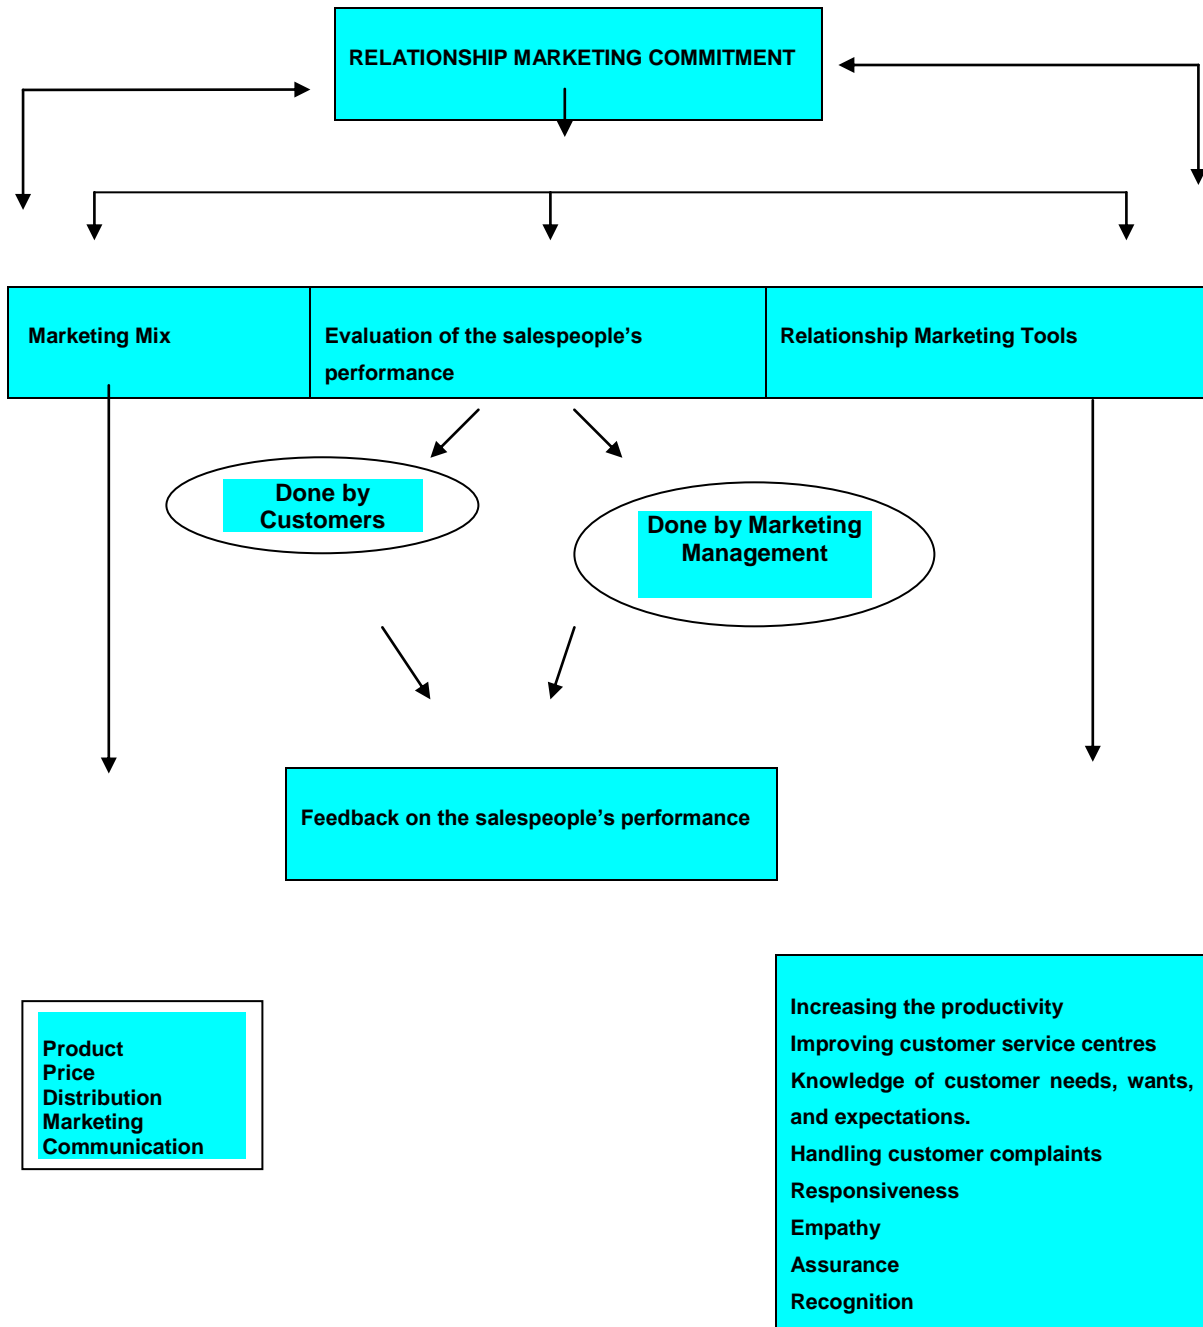 RELATIONSHIP MARKETING COMMITMENT
Marketing Mix
Evaluation of the salespeople’s
performance
Relationship Marketing Tools
Done by
Customers
Done by Marketing
Management
Feedback on the salespeople’s performance
Product
Price
Distribution
Marketing
Communication
Increasing the productivity
Improving customer service centres
Knowledge of customer needs, wants,
and expectations.
Handling customer complaints
Responsiveness
Empathy
Assurance
Recognition